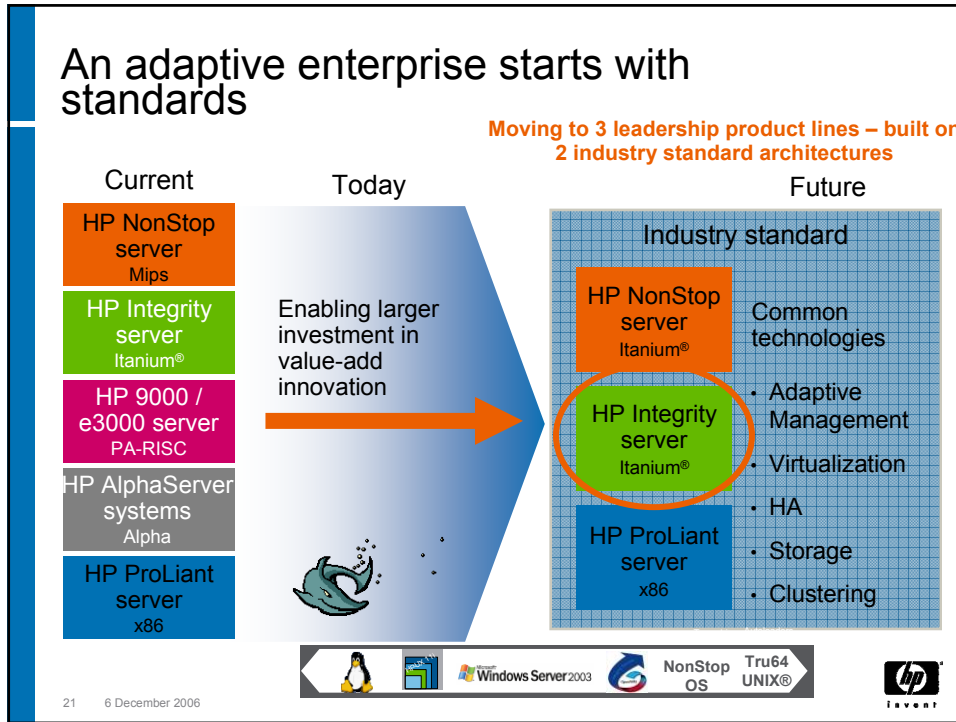 An adaptive enterprise starts with
standards
Moving to 3 leadership product lines – built on
2 industry standard architectures
Current
Today
Future
HP NonStop
server
Mips
HP Integrity
server
Itanium®
HP 9000 /
e3000 server
PA-RISC
HP AlphaServer
systems
Alpha
HP ProLiant
server
x86
Enabling larger
investment in
value-add
innovation
Industry standard
HP NonStop
server
Itanium®
HP Integrity
server
Itanium®
HP ProLiant
server
x86
Common
technologies
• Adaptive
Management
• Virtualization
• HA
• Storage
• Clustering
Microsoft
Windows Server 2003
NonStop
OS
Tru64
UNIX®
hp
invent
21 6 December 2006